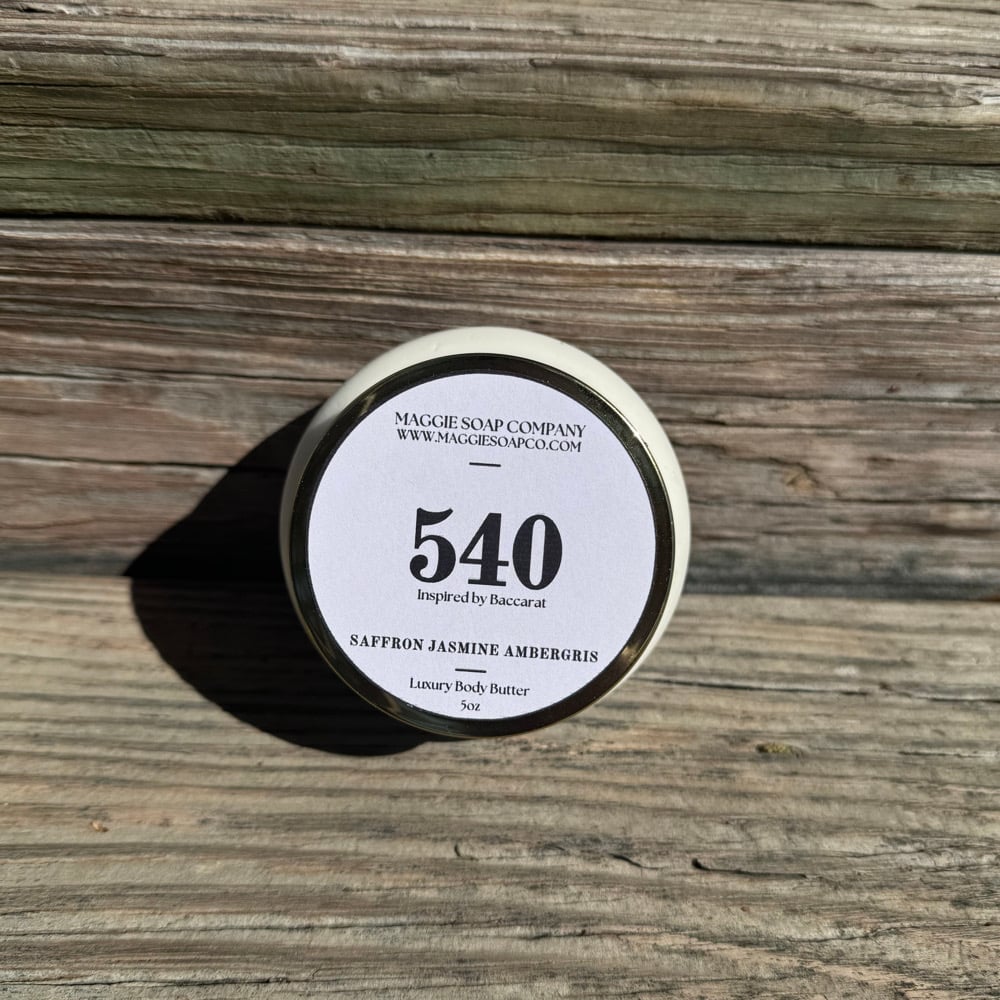 MAGGIE SOAP COMPANY
WWW.MAGGIESOAPCO.COM
540
Inspired by Baccarat
SAFFRON JASMINE AMBERGRIS
Luxury Body Butter
5oz